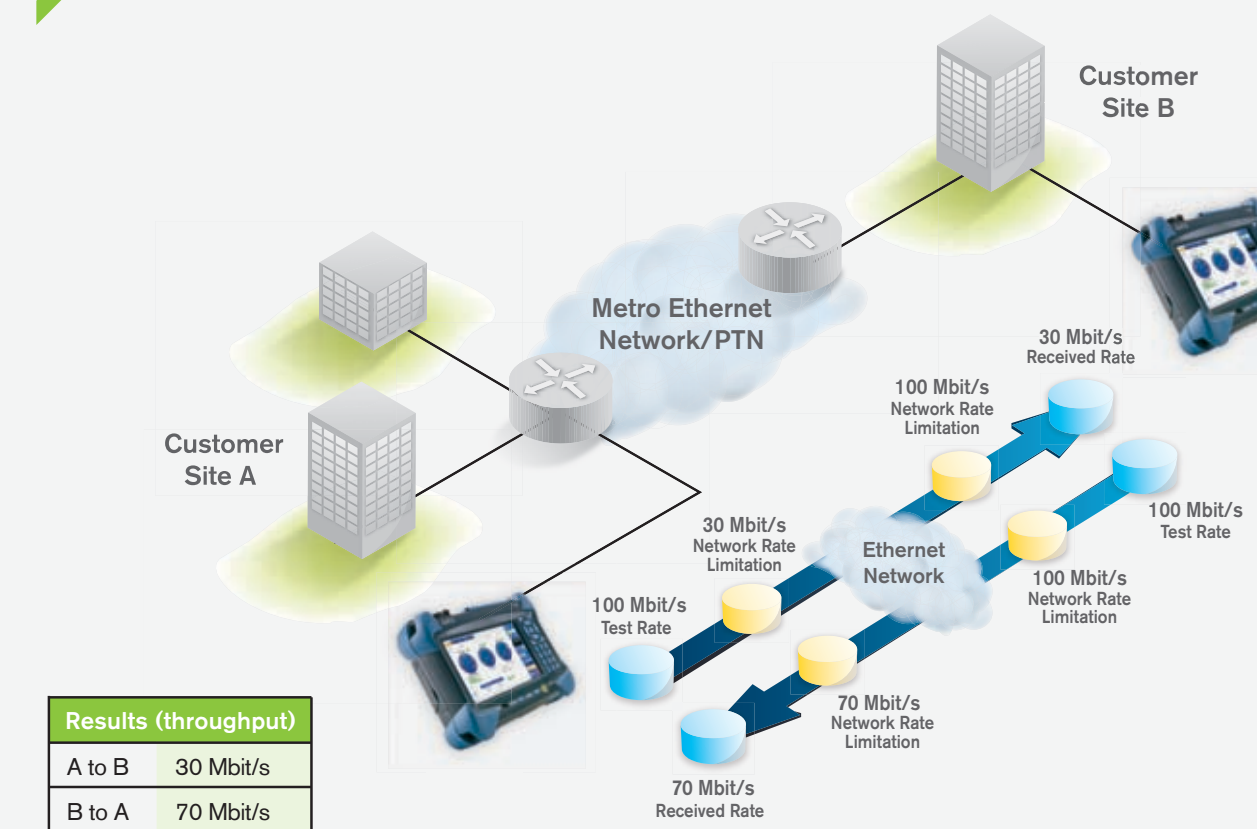 Customer
Site B
Metro Ethernet
Network/PTN
30 Mbit/s
Received Rate
100 Mbit/s
Network Rate
Limitation
Customer
Site A
100 Mbit/s
Test Rate
30 Mbit/s
Network Rate
Limitation
Ethernet
Network
100 Mbit/s
Network Rate
Limitation
100 Mbit/s
Test Rate
70 Mbit/s
Network Rate
Limitation
70 Mbit/s
Received Rate
Results (throughput)
A to B 30 Mbit/s
B to A 70 Mbit/s